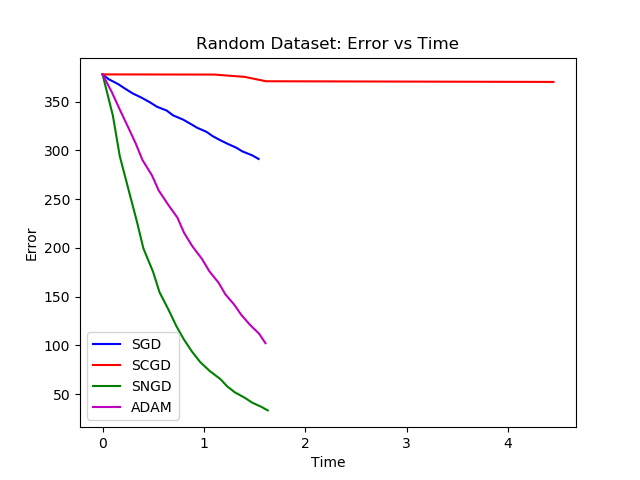 Random Dataset: Error vs Time
Error
350
300
250
200
150
100
50
SGD
SCGD
SNGD
ADAM
0 1 2 3 4
Time